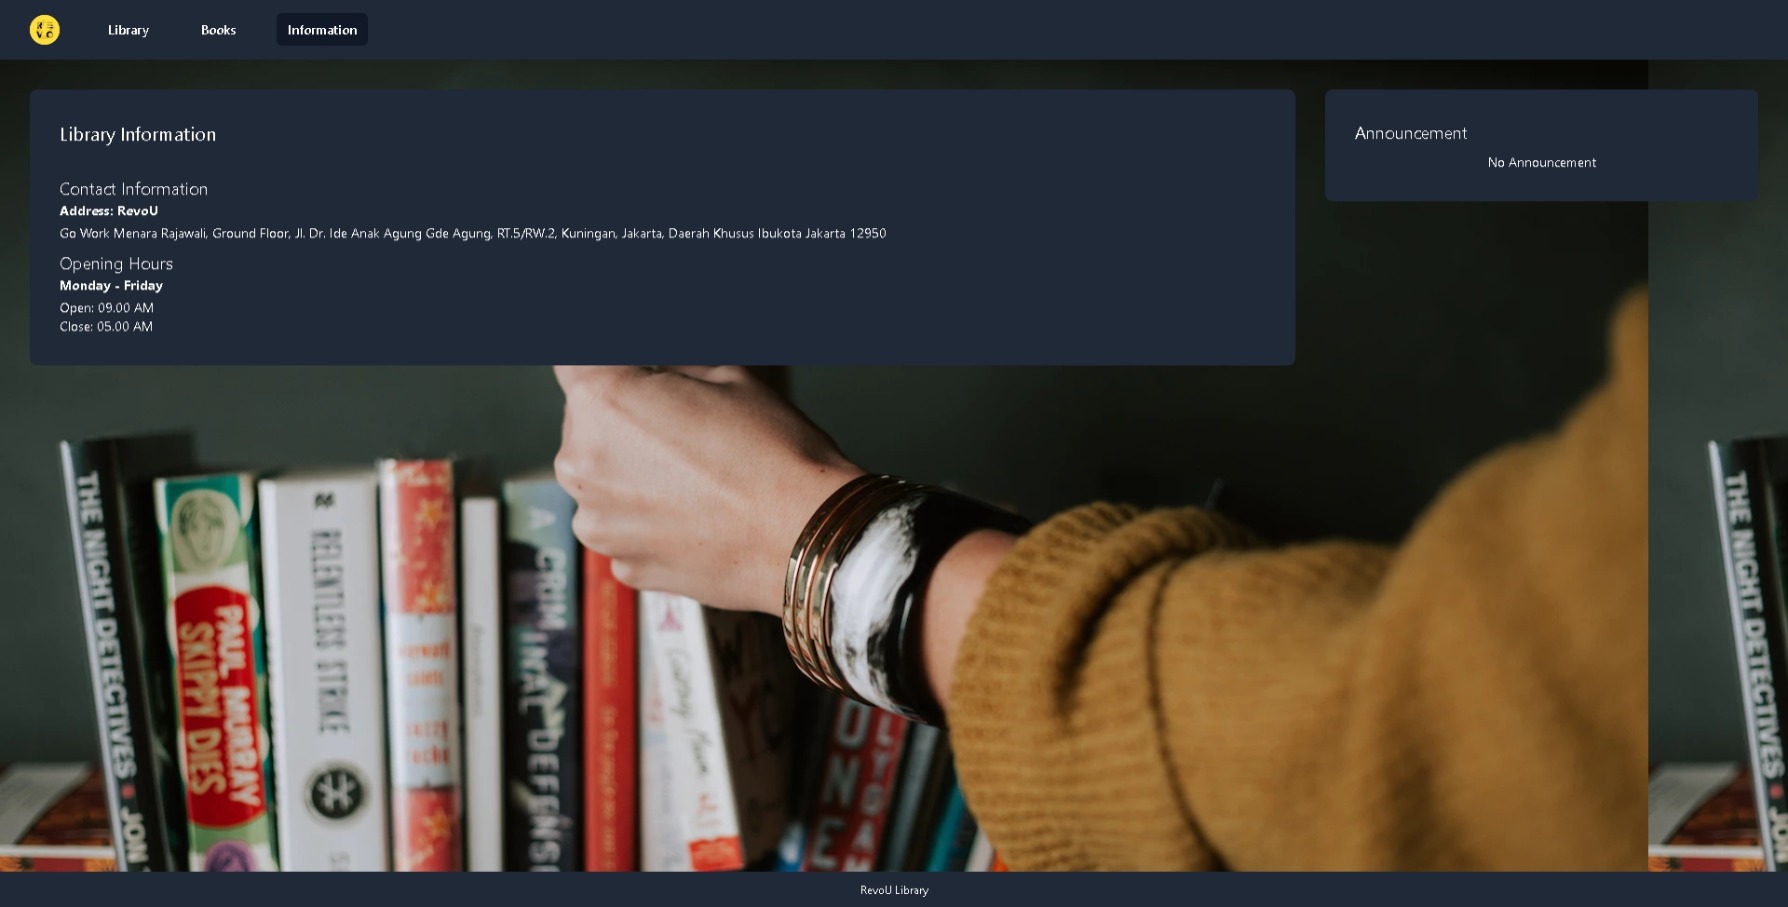 Library
Books
Information
Library Information
Contact Information
Address: RevoU
Go Work Menara Rajawali, Ground Floor, Jl. Dr. Ide Anak Agung Gde Agung, RT.5/RW.2, Kuningan, Jakarta, Daerah Khusus Ibukota Jakarta 12950
Opening Hours
Monday - Friday
Open: 09.00 AM
Close: 05.00 AM
Announcement
No Announcement
THE NIGHT DETECTIVES
JON
PAUL MURRAY
SKIPPY DIES
RELENTLESS STRIKE
A CRIMINAL DEFENS
THE NIGHT DETECTIVES
RevoU Library